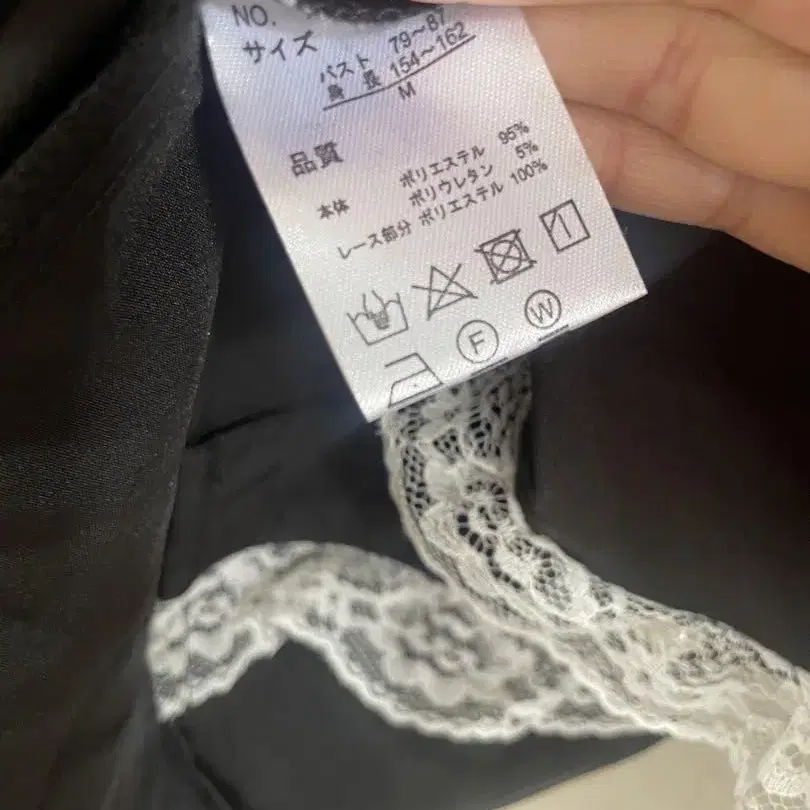 NO.
サイズ
バスト 79～87
身長 154～162
M
品質
本体 ポリエステル 95%
ポリウレタン 5%
レース部分 ポリエステル 100%
F
W